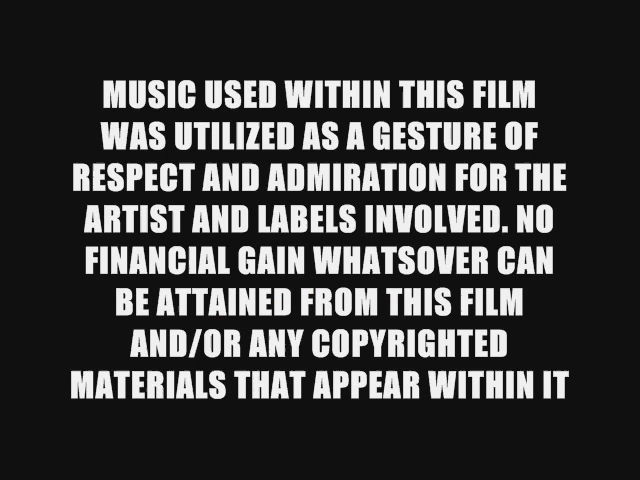 MUSIC USED WITHIN THIS FILM
WAS UTILIZED AS A GESTURE OF
RESPECT AND ADMIRATION FOR THE
ARTIST AND LABELS INVOLVED. NO
FINANCIAL GAIN WHATSOVER CAN
BE ATTAINED FROM THIS FILM
AND/OR ANY COPYRIGHTED
MATERIALS THAT APPEAR WITHIN IT